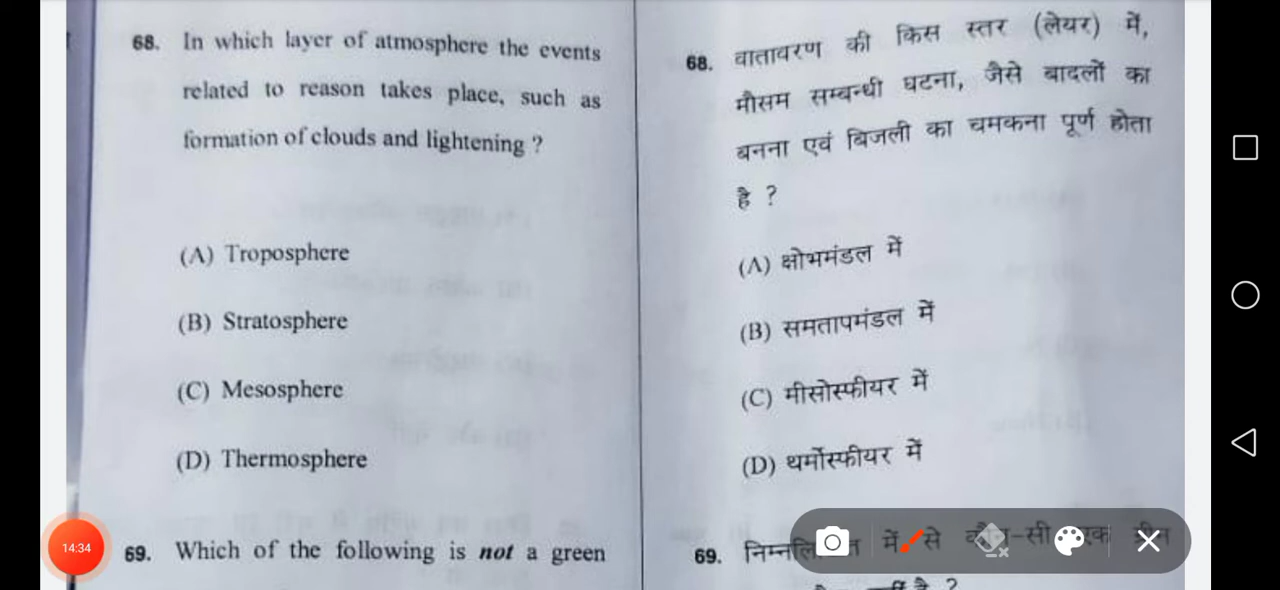 68. In which layer of atmosphere the events
related to reason takes place, such as
formation of clouds and lightening ?
(A) Troposphere
(B) Stratosphere
(C) Mesosphere
(D) Thermosphere
69. Which of the following is not a green
68. वातावरण की किस स्तर (लेयर) में,
मौसम सम्बन्धी घटना, जैसे बादलों का
बनना एवं बिजली का चमकना पूर्ण होता
है ?
(A) क्षोभमंडल में
(B) समतापमंडल में
(C) मीसोस्फीयर में
(D) थर्मोस्फीयर में
69. में से
14:34